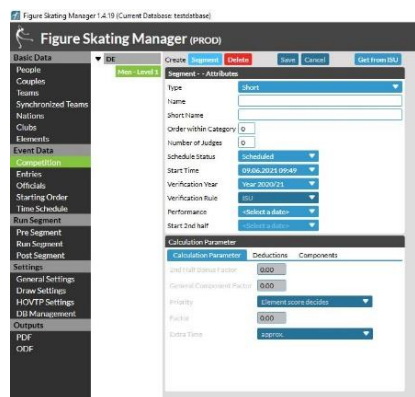 Figure Skating Manager 1.4.19 (Current Database: testdatbase)
Figure Skating Manager (PROD)
Basic Data
People
Couples
Teams
Synchronized Teams
Nations
Clubs
Elements
Event Data
Competition
Entries
Officials
Starting Order
Time Schedule
Run Segment
Pre Segment
Run Segment
Post Segment
Settings
General Settings
Draw Settings
HOVTP Settings
DB Management
Outputs
PDF
ODF
DE
Men - Level 1
Create Segment Delete Save Cancel Get from ISU
Segment - - Attributes
Type Short
Name
Short Name
Order within Category 0
Number of Judges 0
Schedule Status Scheduled
Start Time 09.06.2021 09:49
Verification Year Year 2020/21
Verification Rule ISU
Performance <Select a date>
Start 2nd half <Select a date>
Calculation Parameter
Calculation Parameter Deductions Components
2nd Half Bonus Factor 0.00
General Component Factor 0.00
Priority Element score decides
Factor 0.00
Extra Time approx.